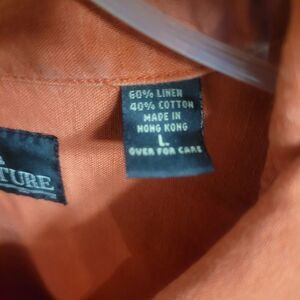 60% LINEN
40% COTTON
MADE IN
HONG KONG
L
OVER FOR CARE
TURE